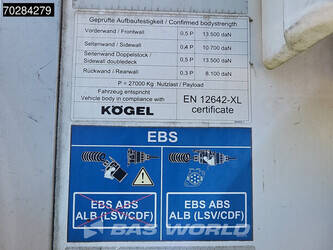 70284279
Geprüfte Aufbaufestigkeit / Confirmed bodystrength
Vorderwand / Frontwall 0,5 P 13.500 daN
Seitenwand / Sidewall 0,4 P 10.700 daN
Seitenwand Doppelstock /
Sidewall doubledeck 0,5 P 13.500 daN
Rückwand / Rearwall 0,3 P 8.100 daN
P = 27000 Kg Nutzlast / Payload
Fahrzeug entspricht
Vehicle body in compliance with
KÖGEL
EN 12642-XL
certificate
EBS
EBS ABS
ALB (LSV/CDF)
EBS ABS
ALB (LSV/CDF)
BAS WORLD